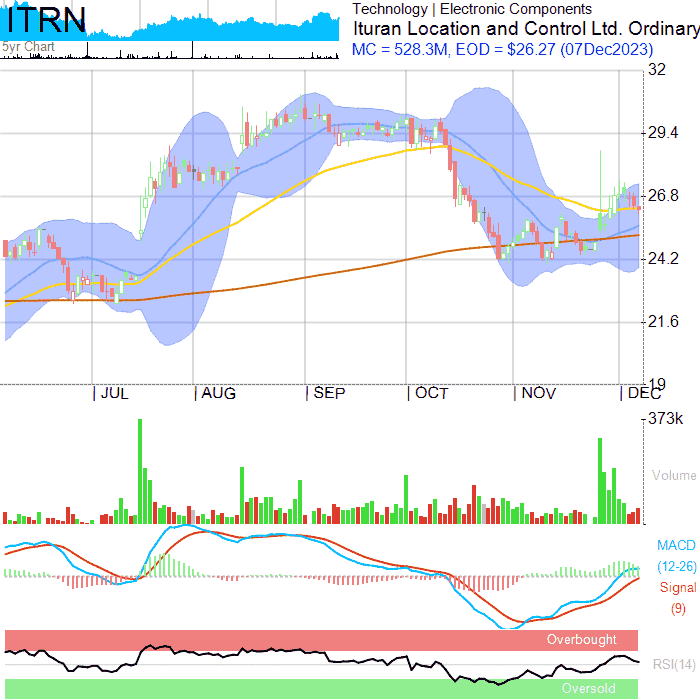 ITRN
5yr Chart
Technology | Electronic Components
Ituran Location and Control Ltd. Ordinary
MC = 528.3M, EOD = $26.27 (07Dec2023)
32
29.4
26.8
24.2
21.6
19
JUL AUG SEP OCT NOV DEC
373k
Volume
MACD
(12-26)
Signal
(9)
Overbought
RSI(14)
Oversold